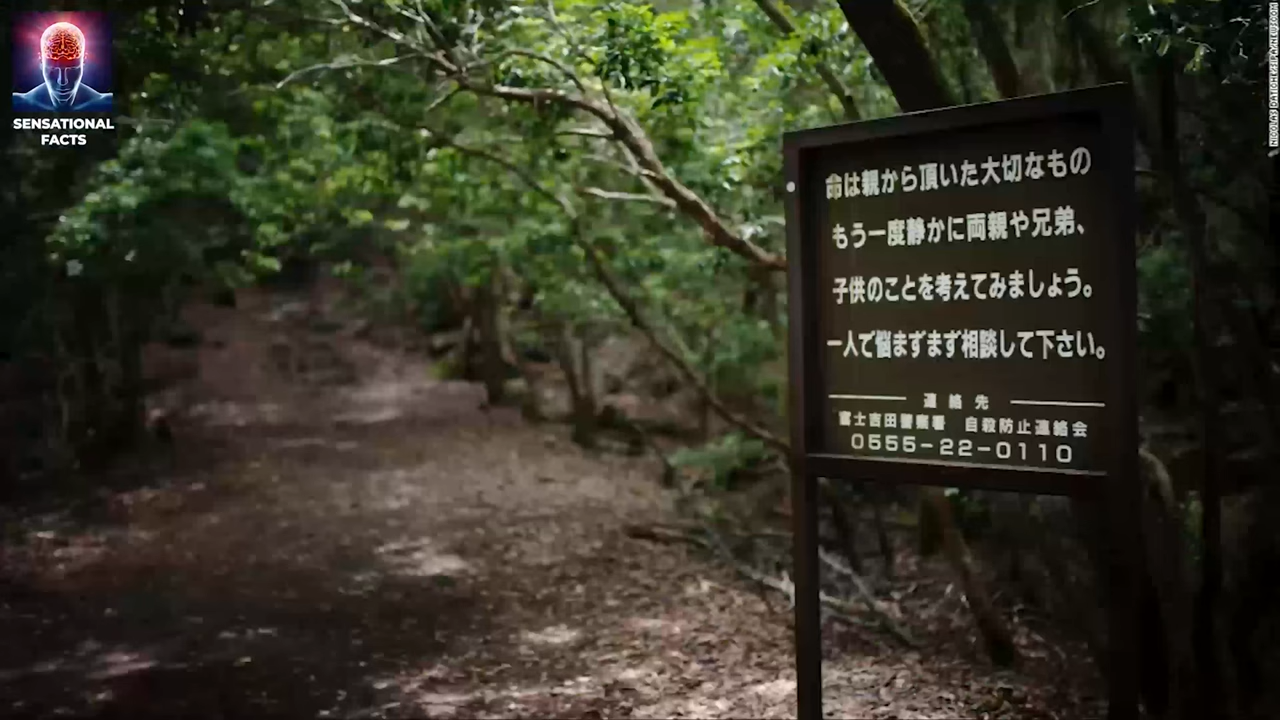 SENSATIONAL
FACTS
命は親から頂いた大切なもの
もう一度静かに両親や兄弟、
子供のことを考えてみましょう。
一人で悩まずまず相談して下さい。
連絡先
富士吉田警察署 自殺防止連絡会
0555-22-0110